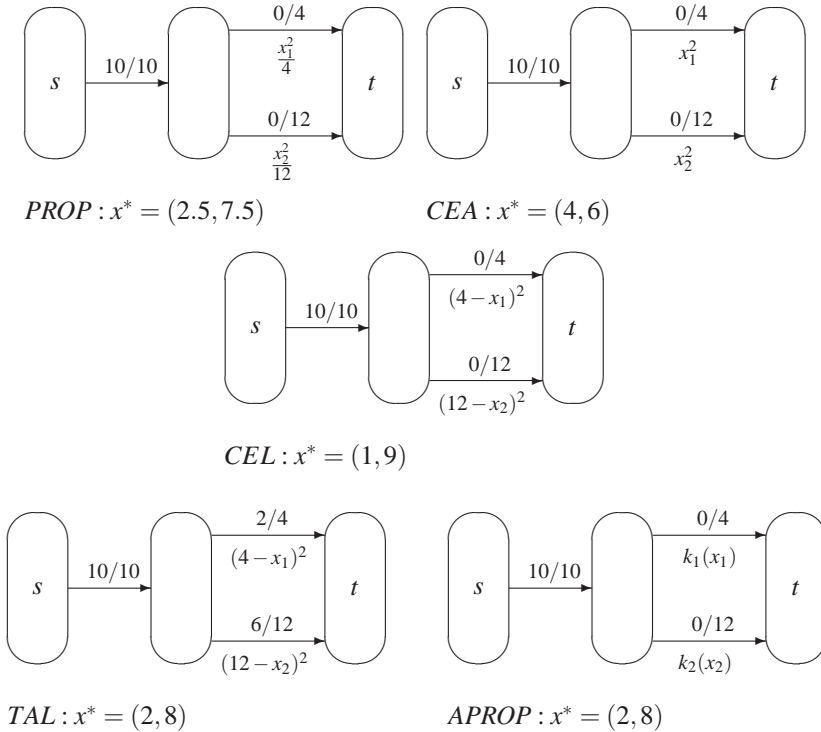 0/4
x_1^2/4
s
10/10
t
0/12
x_2^2/12
PROP : x* = (2.5, 7.5)
0/4
x_1^2
s
10/10
t
0/12
x_2^2
CEA : x* = (4, 6)
0/4
(4 − x_1)^2
s
10/10
t
0/12
(12 − x_2)^2
CEL : x* = (1, 9)
2/4
(4 − x_1)^2
s
10/10
t
6/12
(12 − x_2)^2
TAL : x* = (2, 8)
0/4
k_1(x_1)
s
10/10
t
0/12
k_2(x_2)
APROP : x* = (2, 8)